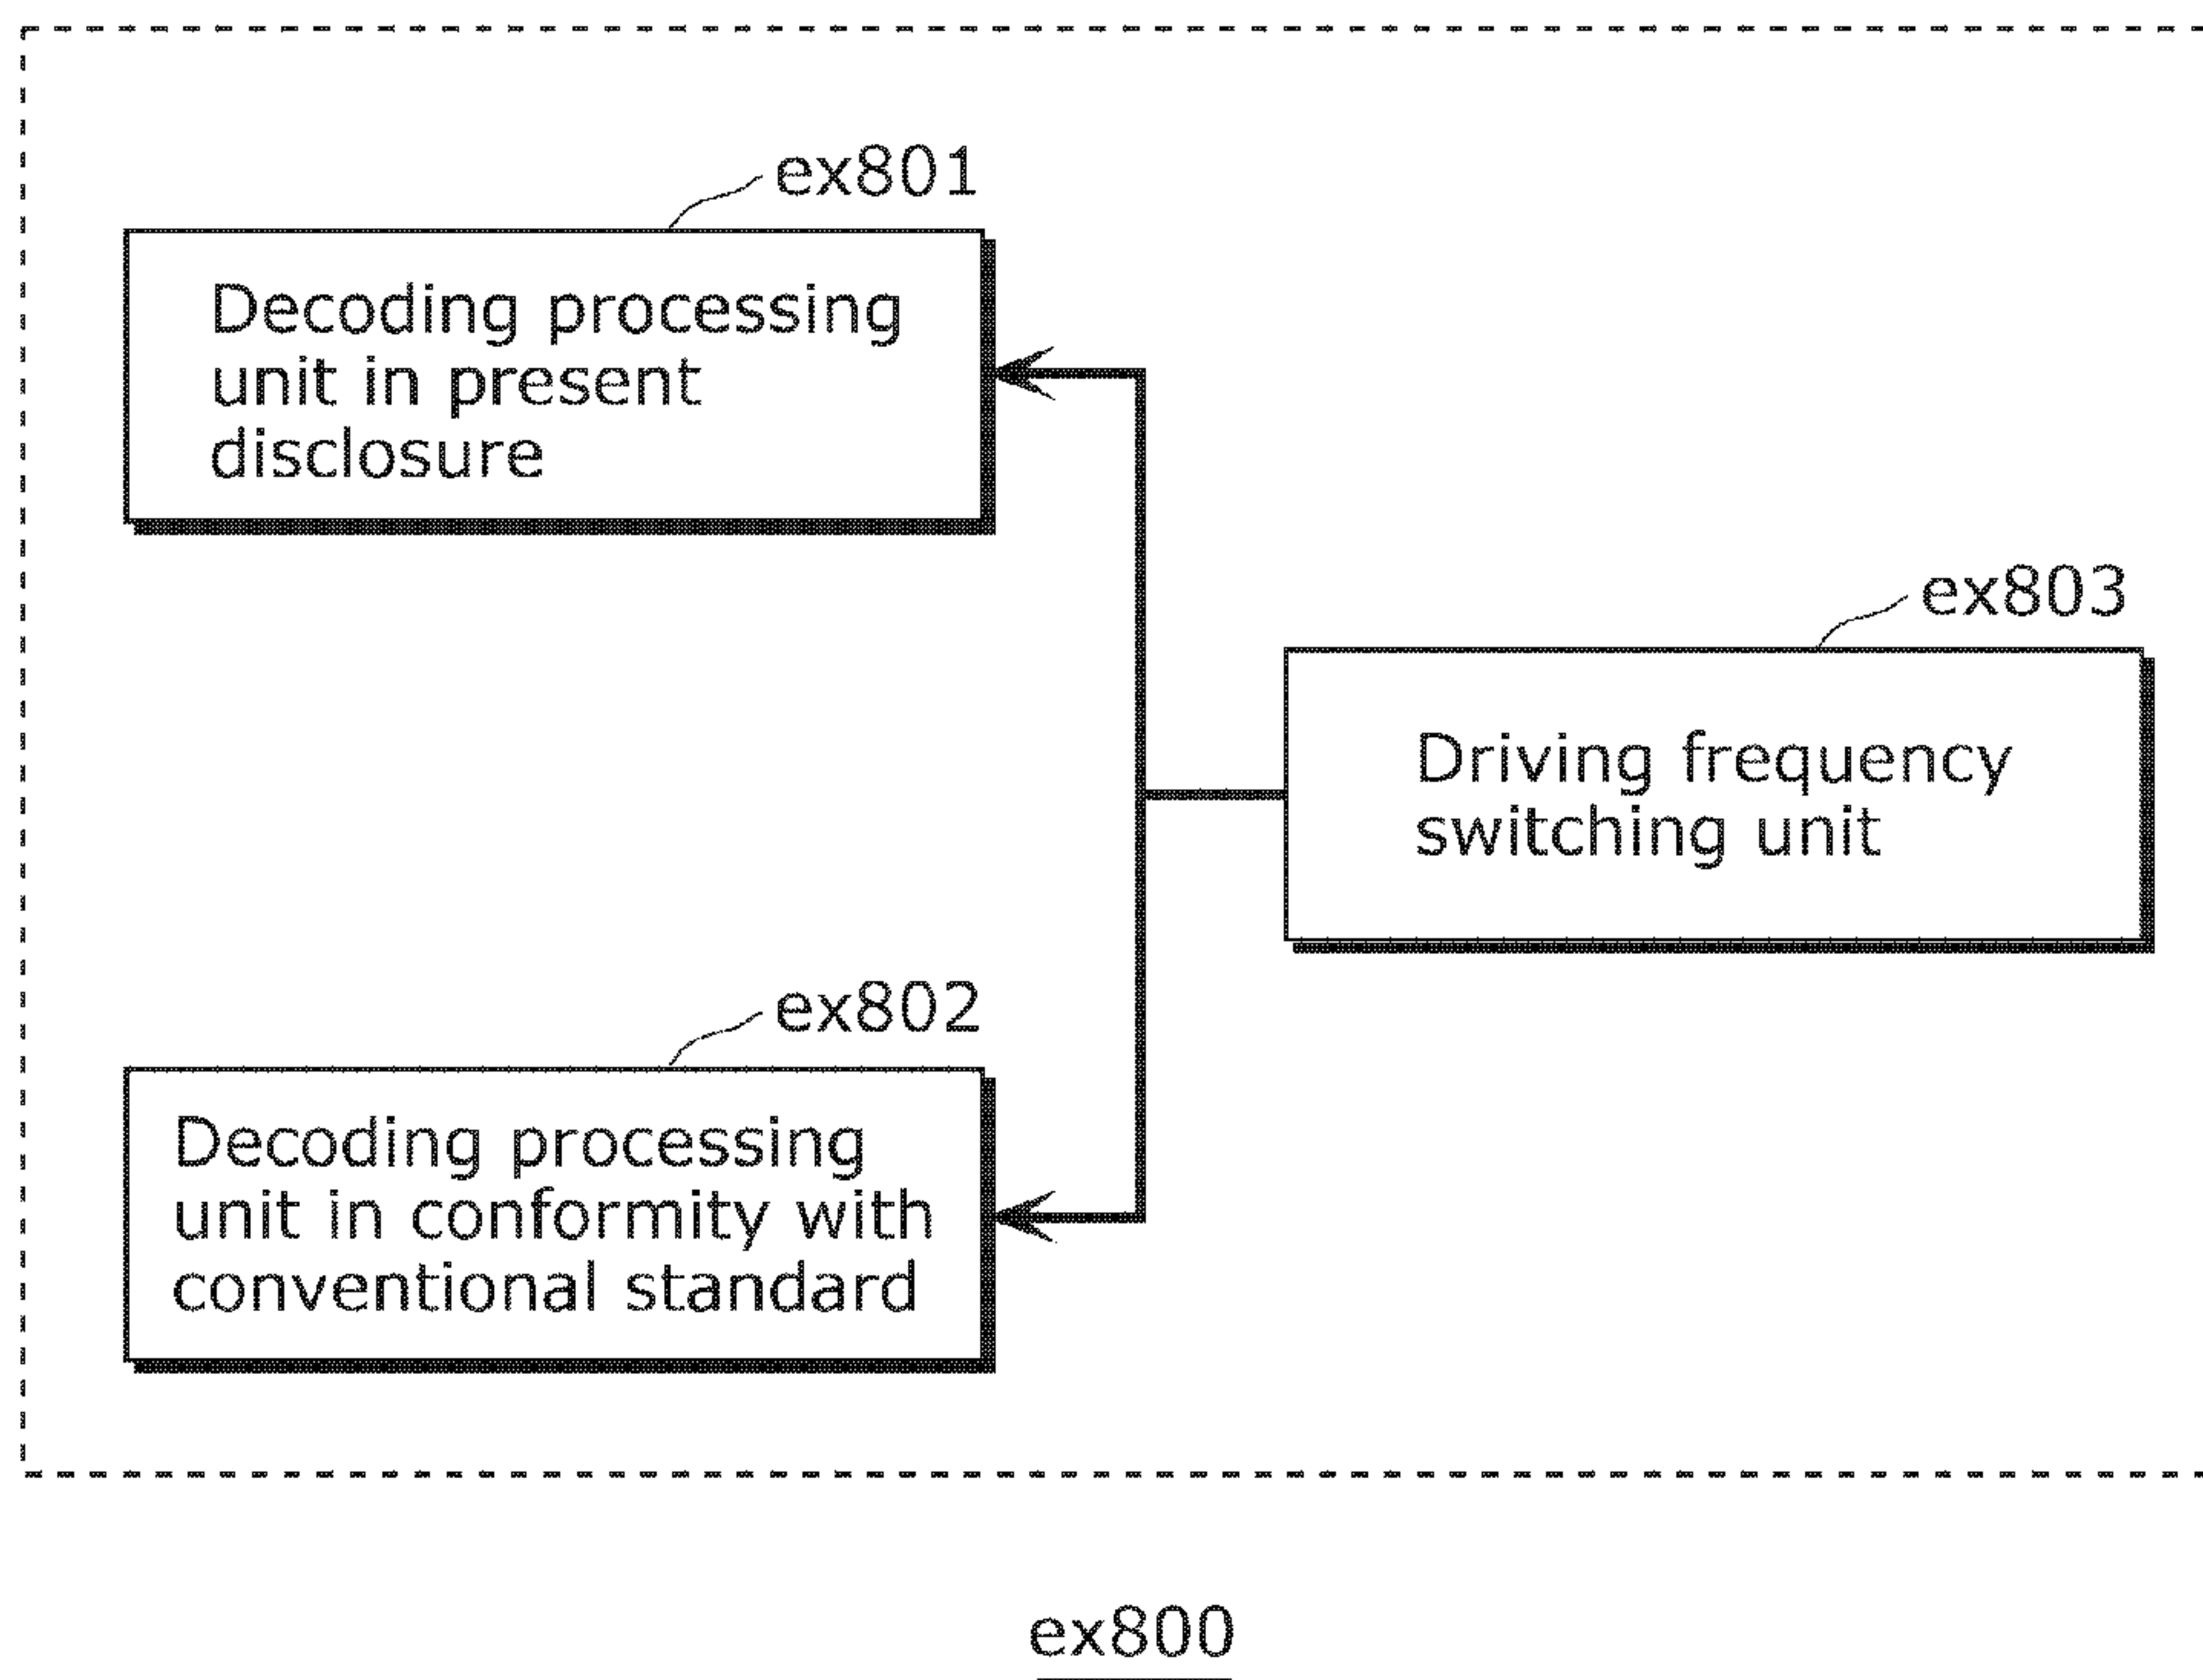 ex801
Decoding processing
unit in present
disclosure
ex803
Driving frequency
switching unit
ex802
Decoding processing
unit in conformity with
conventional standard
ex800